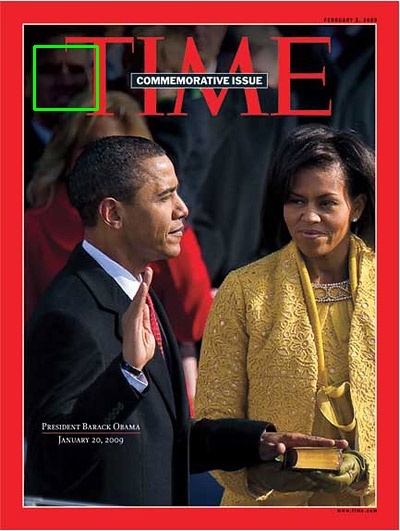 FEBRUARY 2, 2009
TIME
COMMEMORATIVE ISSUE
PRESIDENT BARACK OBAMA
JANUARY 20, 2009
www.time.com